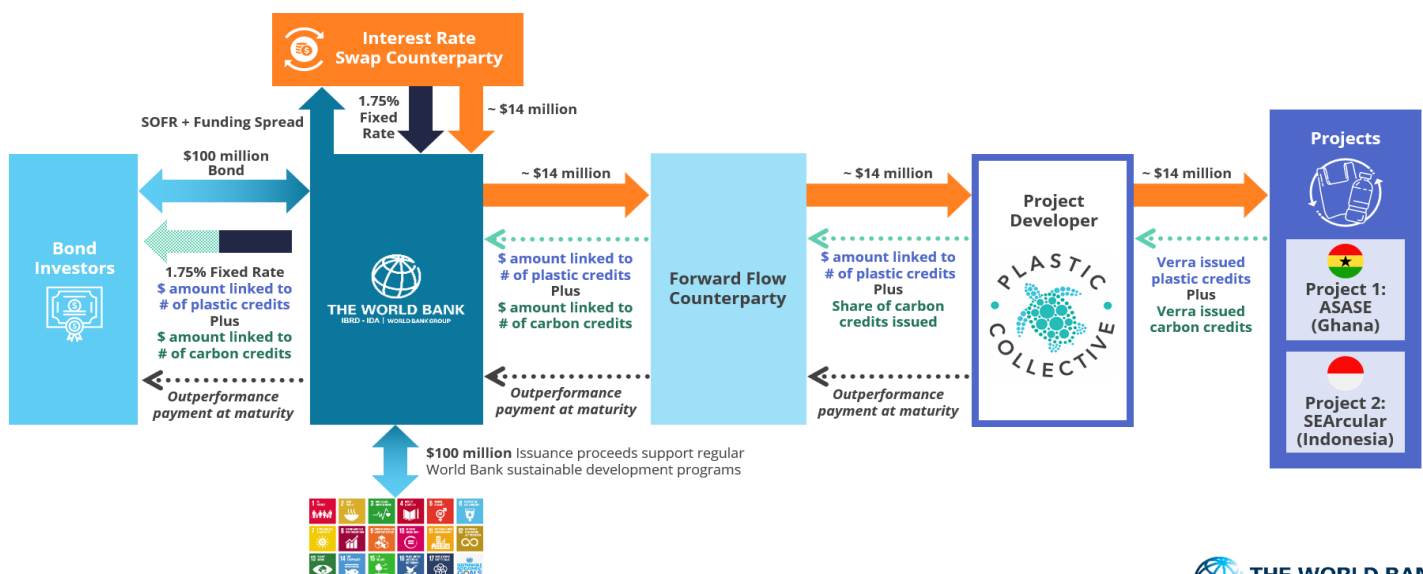 Interest Rate
Swap Counterparty
SOFR + Funding Spread
1.75%
Fixed
Rate
~ $14 million
$100 million
Bond
Bond
Investors
1.75% Fixed Rate
$ amount linked to
# of plastic credits
Plus
$ amount linked to
# of carbon credits
Outperformance
payment at maturity
THE WORLD BANK
IBRD • IDA | WORLD BANK GROUP
~ $14 million
$ amount linked to
# of plastic credits
Plus
$ amount linked to
# of carbon credits
Outperformance
payment at maturity
Forward Flow
Counterparty
~ $14 million
$ amount linked to
# of plastic credits
Plus
Share of carbon
credits issued
Outperformance
payment at maturity
Project
Developer
PLASTIC
COLLECTIVE
~ $14 million
Verra issued
plastic credits
Plus
Verra issued
carbon credits
Projects
Project 1:
ASASE
(Ghana)
Project 2:
SEArcular
(Indonesia)
$100 million Issuance proceeds support regular
World Bank sustainable development programs
THE WORLD BAN